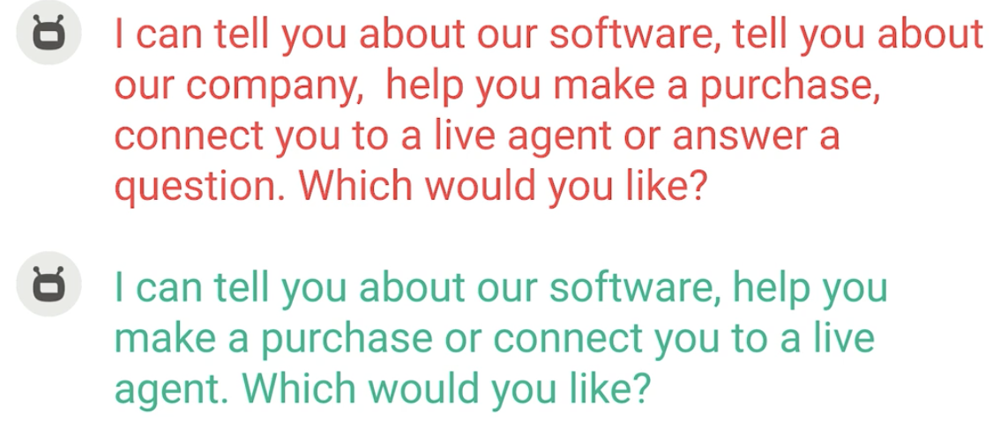 I can tell you about our software, tell you about
our company,  help you make a purchase,
connect you to a live agent or answer a
question. Which would you like?
I can tell you about our software, help you
make a purchase or connect you to a live
agent. Which would you like?